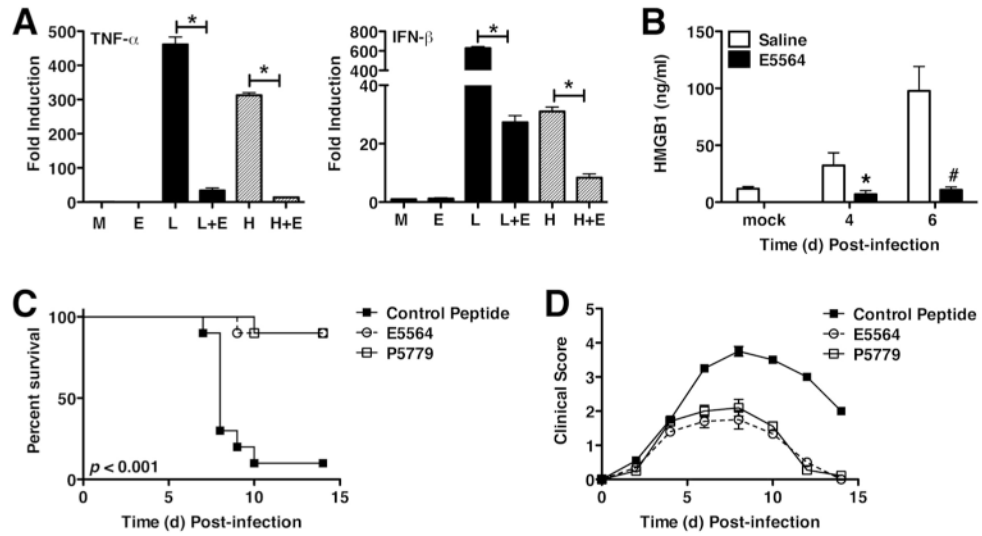 A
TNF-α
Fold Induction
500
400
300
200
100
0
*
*
M E L L+E H H+E
IFN-β
Fold Induction
800
600
400
40
20
0
*
*
M E L L+E H H+E
B
Saline
E5564
HMGB1 (ng/ml)
150
100
50
0
*
#
mock 4 6
Time (d) Post-infection
C
Control Peptide
E5564
P5779
Percent survival
100
50
0
p < 0.001
0 5 10 15
Time (d) Post-infection
D
Control Peptide
E5564
P5779
Clinical Score
5
4
3
2
1
0
0 5 10 15
Time (d) Post-infection